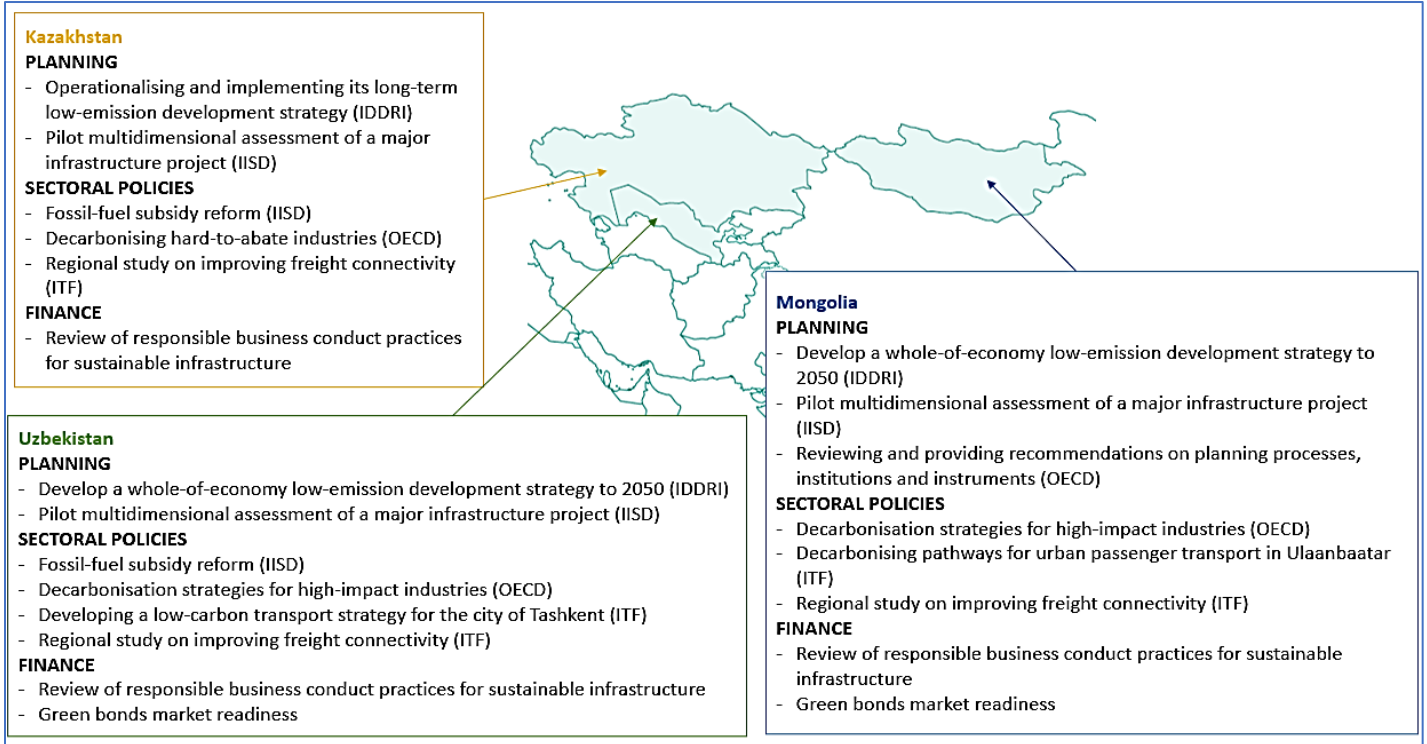 Kazakhstan
PLANNING
- Operationalising and implementing its long-term
low-emission development strategy (IDDRI)
- Pilot multidimensional assessment of a major
infrastructure project (IISD)
SECTORAL POLICIES
- Fossil-fuel subsidy reform (IISD)
- Decarbonising hard-to-abate industries (OECD)
- Regional study on improving freight connectivity
(ITF)
FINANCE
- Review of responsible business conduct practices
for sustainable infrastructure
Uzbekistan
PLANNING
- Develop a whole-of-economy low-emission development strategy to 2050 (IDDRI)
- Pilot multidimensional assessment of a major infrastructure project (IISD)
SECTORAL POLICIES
- Fossil-fuel subsidy reform (IISD)
- Decarbonisation strategies for high-impact industries (OECD)
- Developing a low-carbon transport strategy for the city of Tashkent (ITF)
- Regional study on improving freight connectivity (ITF)
FINANCE
- Review of responsible business conduct practices for sustainable infrastructure
- Green bonds market readiness
Mongolia
PLANNING
- Develop a whole-of-economy low-emission development strategy to
2050 (IDDRI)
- Pilot multidimensional assessment of a major infrastructure project
(IISD)
- Reviewing and providing recommendations on planning processes,
institutions and instruments (OECD)
SECTORAL POLICIES
- Decarbonisation strategies for high-impact industries (OECD)
- Decarbonising pathways for urban passenger transport in Ulaanbaatar
(ITF)
- Regional study on improving freight connectivity (ITF)
FINANCE
- Review of responsible business conduct practices for sustainable
infrastructure
- Green bonds market readiness